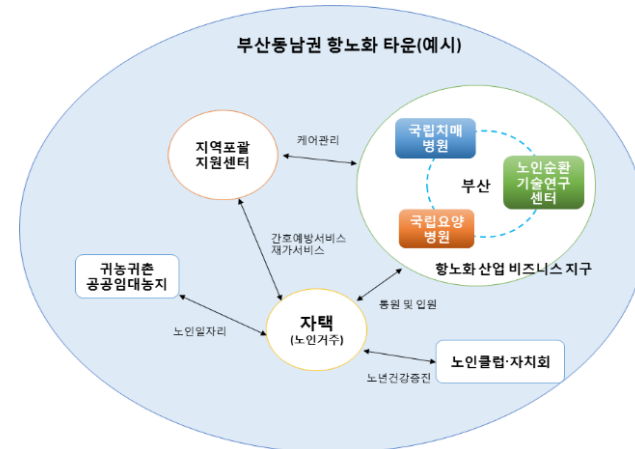 부산동남권 항노화 타운(예시)
지역포괄
지원센터
케어관리
국립치매
병원
부산
노인순환
기술연구
센터
국립요양
병원
항노화 산업 비즈니스 지구
간호예방서비스
재가서비스
귀농귀촌
공공임대농지
노인일자리
통원 및 입원
자택
(노인거주)
노년건강증진
노인클럽·자치회